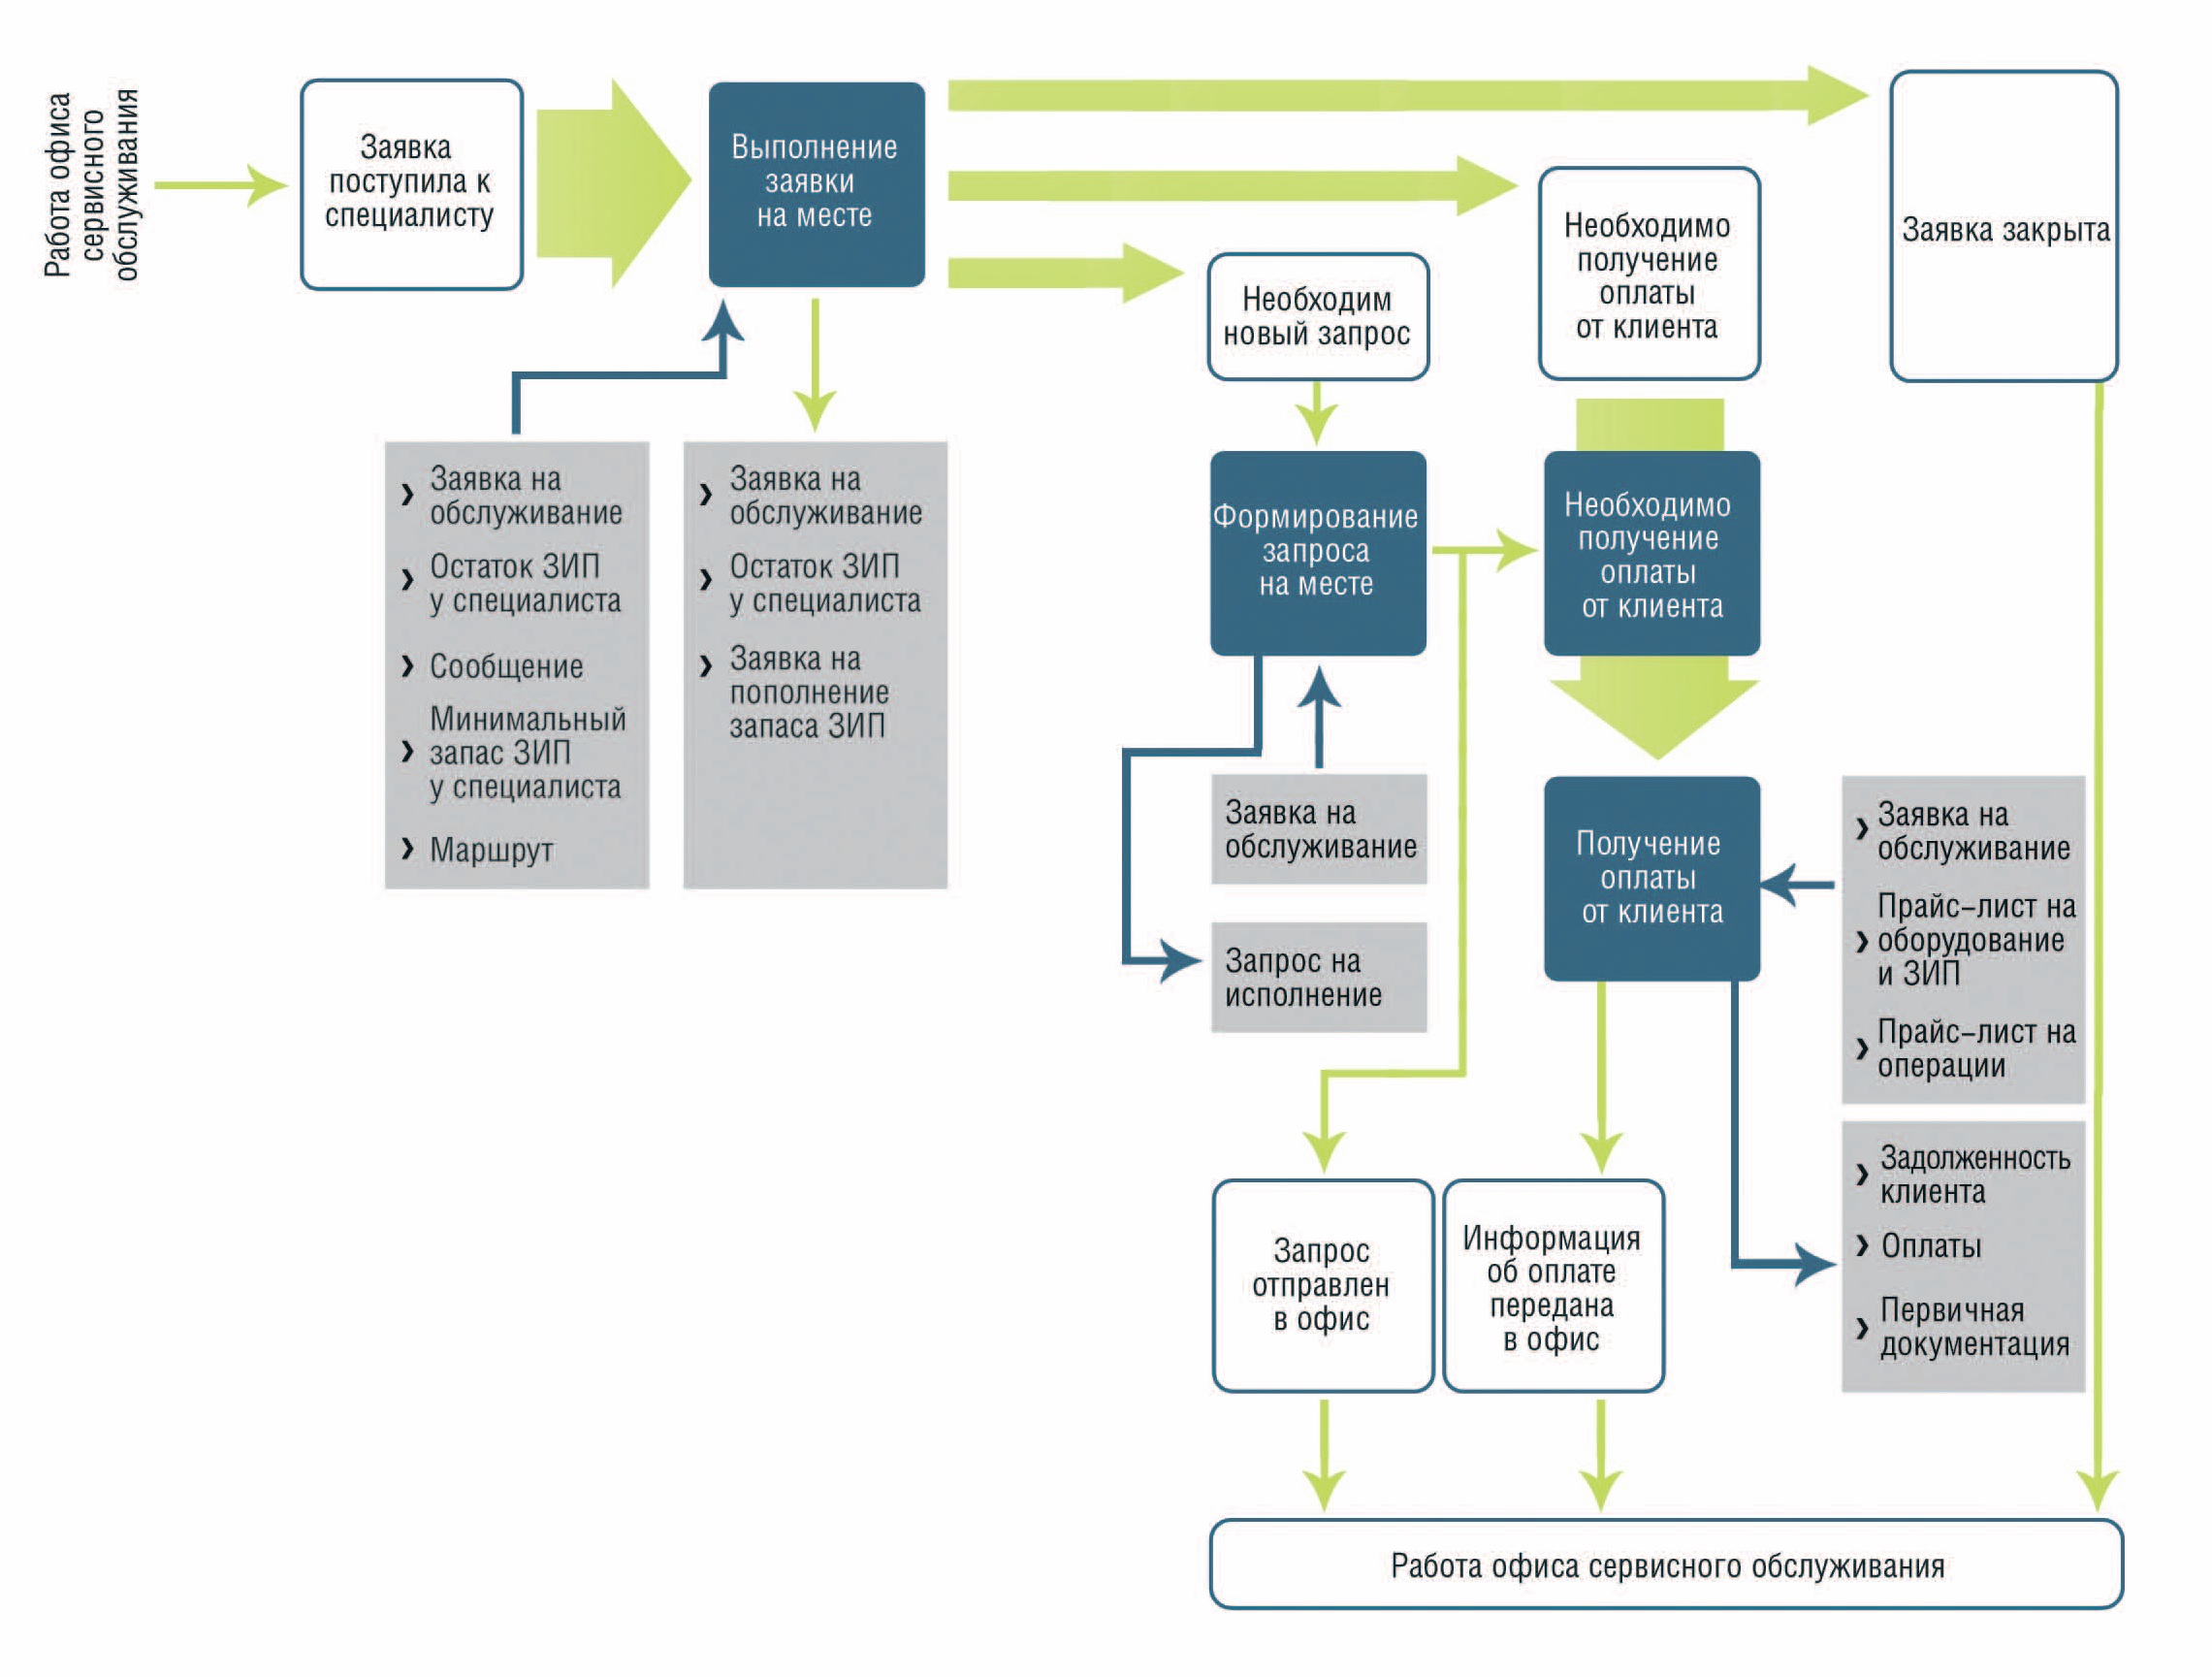 Работа офиса
сервисного
обслуживания
Заявка
поступила к
специалисту
Выполнение
заявки
на месте
Необходим
новый запрос
Необходимо
получение
оплаты
от клиента
Заявка закрыта
Заявка на
обслуживание
Остаток ЗИП
у специалиста
Сообщение
Минимальный
запас ЗИП
у специалиста
Маршрут
Заявка на
обслуживание
Остаток ЗИП
у специалиста
Заявка на
пополнение
запаса ЗИП
Формирование
запроса
на месте
Необходимо
получение
оплаты
от клиента
Заявка на
обслуживание
Запрос на
исполнение
Получение
оплаты
от клиента
Заявка на
обслуживание
Прайс–лист на
оборудование
и ЗИП
Прайс–лист на
операции
Задолженность
клиента
Оплаты
Первичная
документация
Запрос
отправлен
в офис
Информация
об оплате
передана
в офис
Работа офиса сервисного обслуживания